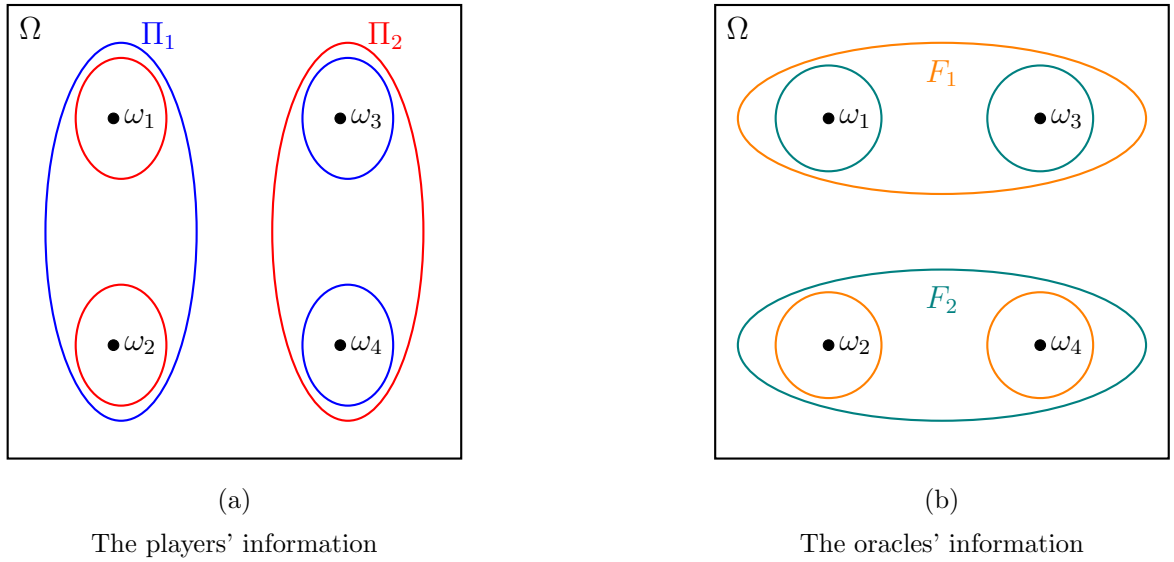 Ω Π₁ Π₂
ω₁ ω₃
ω₂ ω₄
(a)
The players' information
Ω
F₁
ω₁ ω₃
F₂
ω₂ ω₄
(b)
The oracles' information